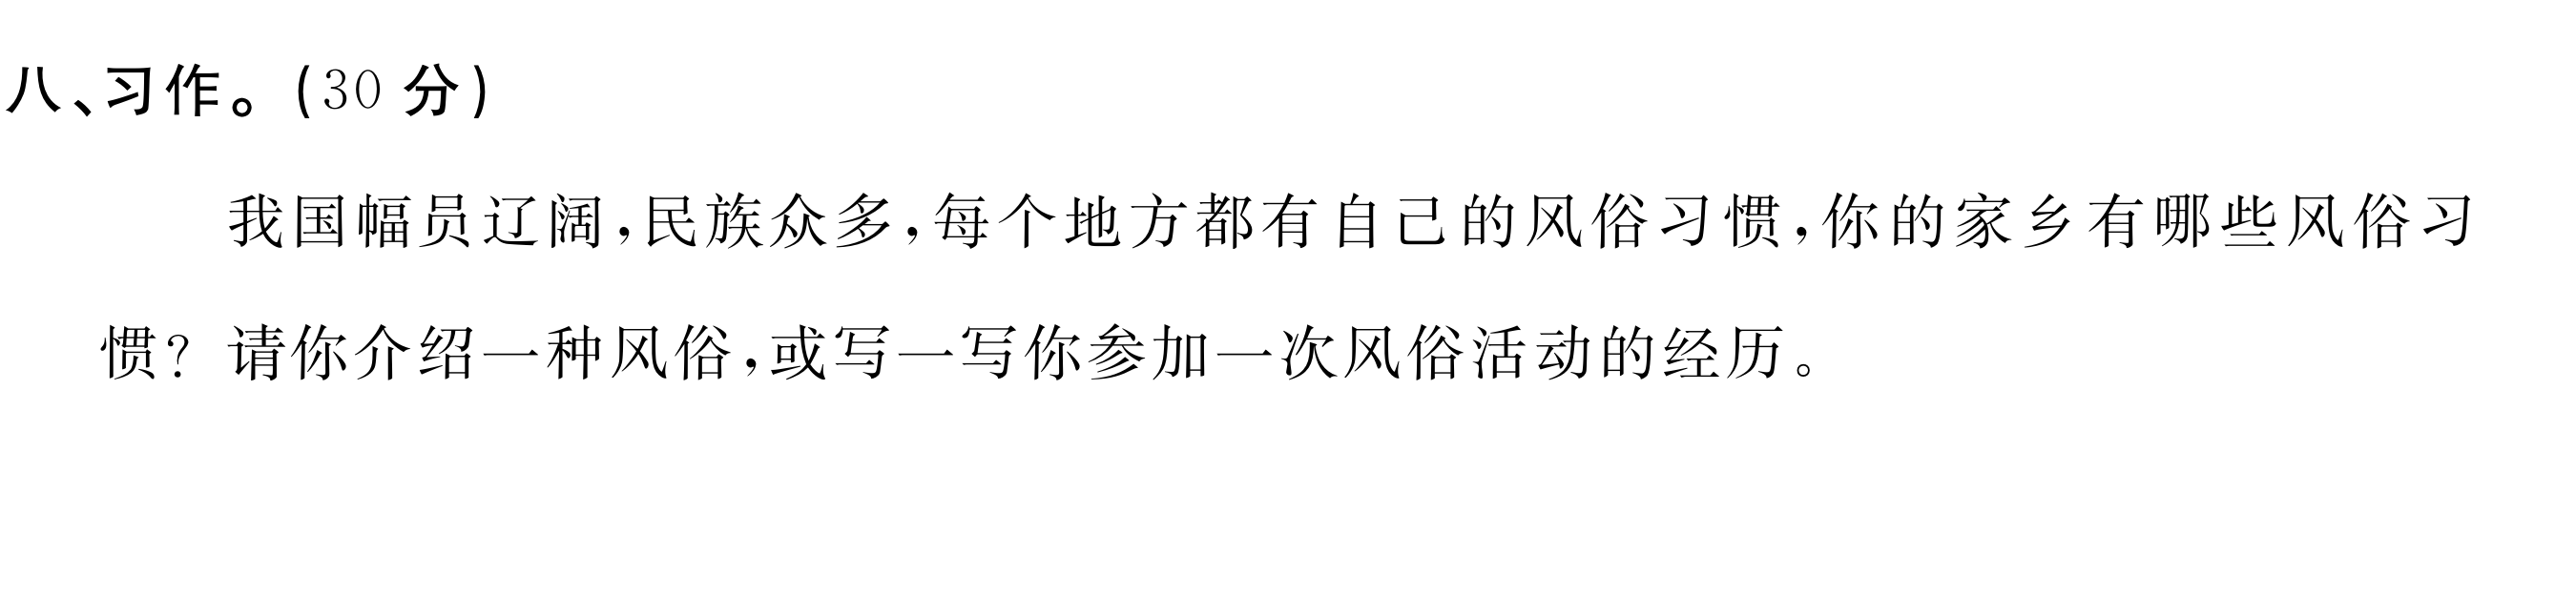 八、习作。(30 分)
我国幅员辽阔,民族众多,每个地方都有自己的风俗习惯,你的家乡有哪些风俗习
惯? 请你介绍一种风俗,或写一写你参加一次风俗活动的经历。